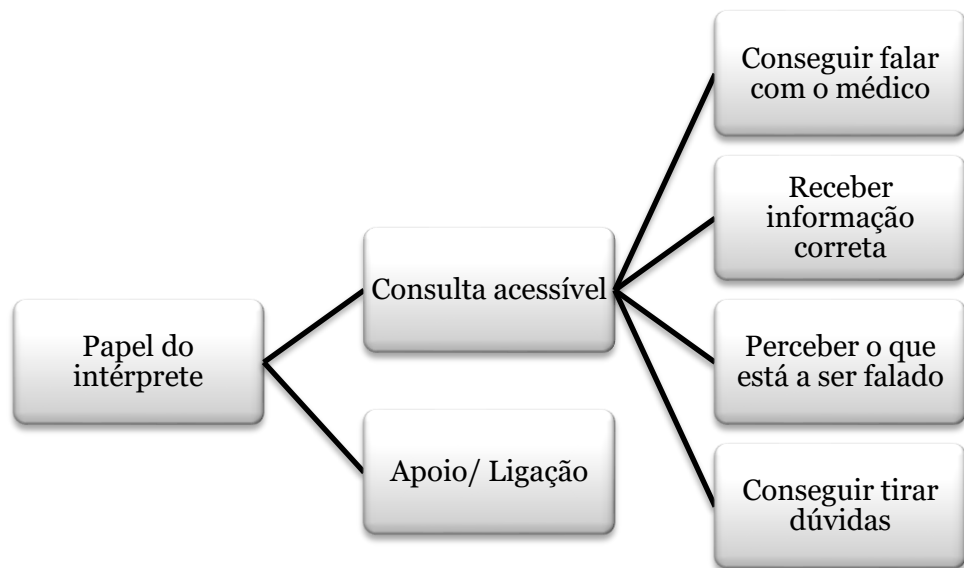 Papel do
intérprete
Consulta acessível
Apoio/ Ligação
Conseguir falar
com o médico
Receber
informação
correta
Perceber o que
está a ser falado
Conseguir tirar
dúvidas